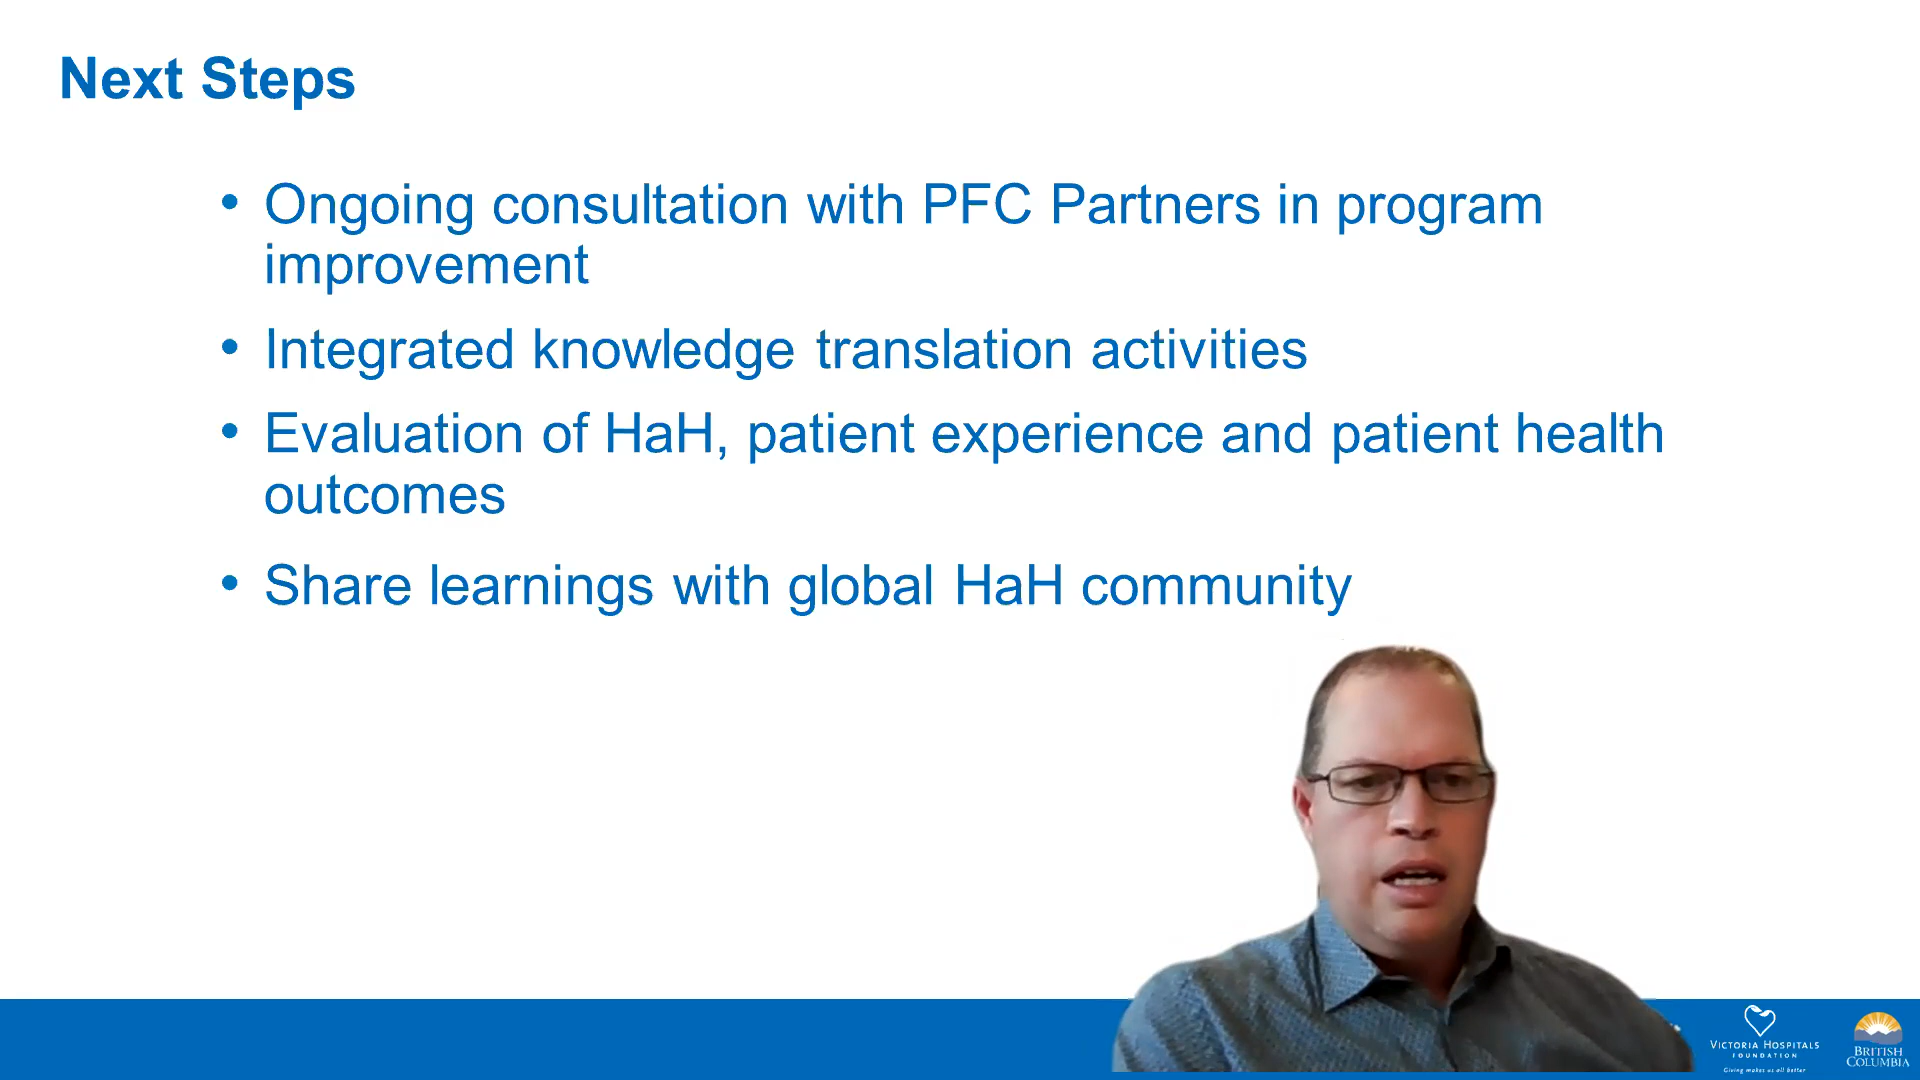 Next Steps
• Ongoing consultation with PFC Partners in program
improvement
• Integrated knowledge translation activities
• Evaluation of HaH, patient experience and patient health
outcomes
• Share learnings with global HaH community
VICTORIA HOSPITALS
FOUNDATION
Giving makes us all better
BRITISH
COLUMBIA